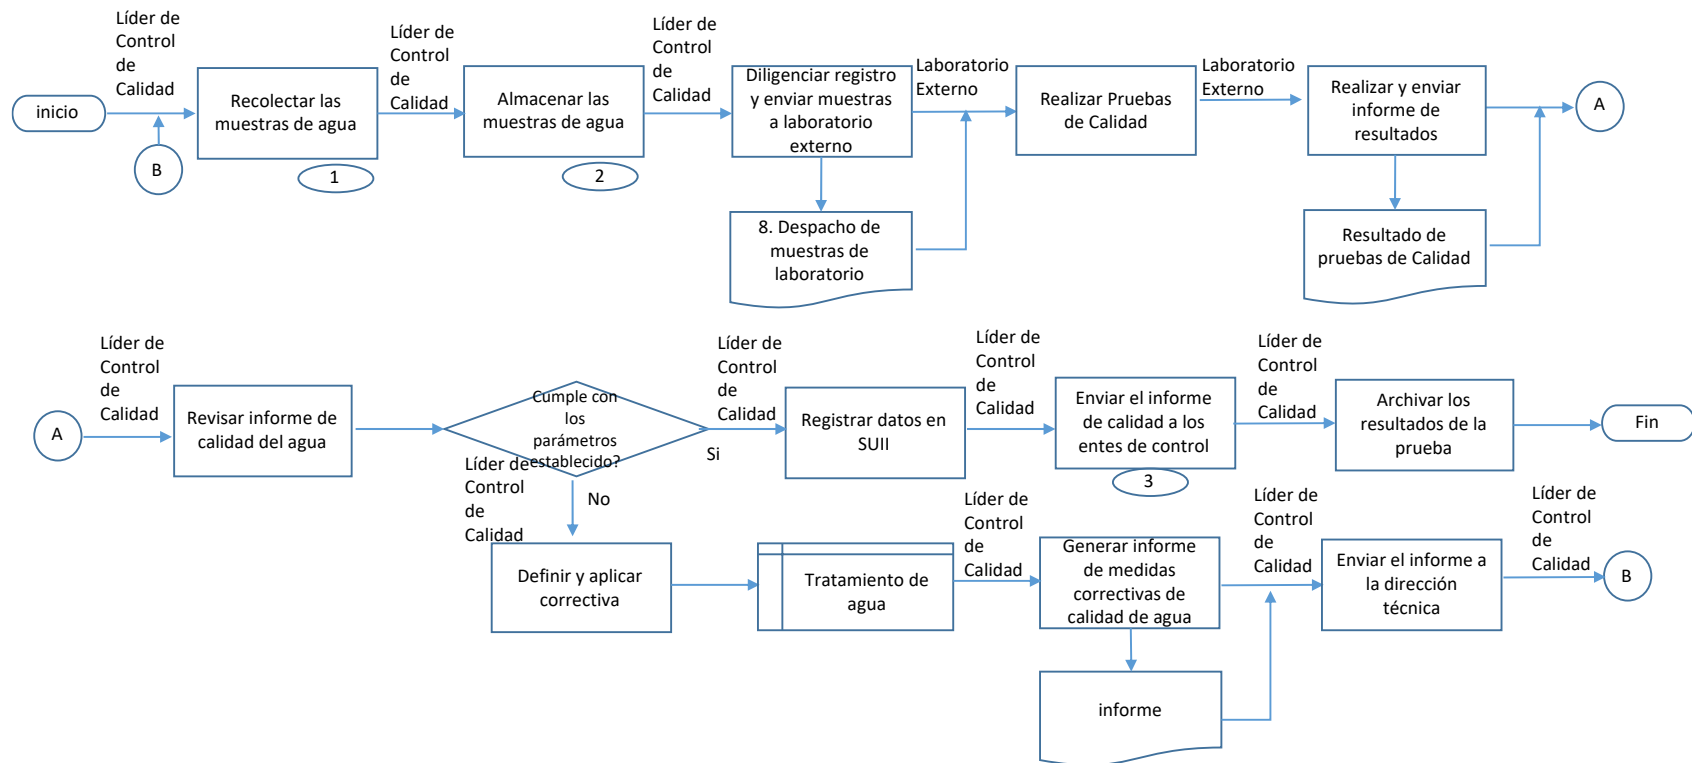 inicio
Líder de
Control
de
Calidad
B
Recolectar las
muestras de agua
1
Líder de
Control
de
Calidad
Almacenar las
muestras de agua
2
Líder de
Control
de
Calidad
Diligenciar registro
y enviar muestras
a laboratorio
externo
8. Despacho de
muestras de
laboratorio
Laboratorio
Externo
Realizar Pruebas
de Calidad
Laboratorio
Externo
Realizar y enviar
informe de
resultados
Resultado de
pruebas de Calidad
A
A
Líder de
Control
de
Calidad
Revisar informe de
calidad del agua
Cumple con
los
parámetros
establecido?
Líder de
Control
de
Calidad
Si
Registrar datos en
SUII
Líder de
Control
de
Calidad
Enviar el informe
de calidad a los
entes de control
3
Líder de
Control
de
Calidad
Archivar los
resultados de la
prueba
Fin
Líder de
Control
de
Calidad
No
Definir y aplicar
correctiva
Tratamiento de
agua
Líder de
Control
de
Calidad
Generar informe
de medidas
correctivas de
calidad de agua
informe
Líder de
Control
de
Calidad
Enviar el informe a
la dirección
técnica
Líder de
Control
de
Calidad
B